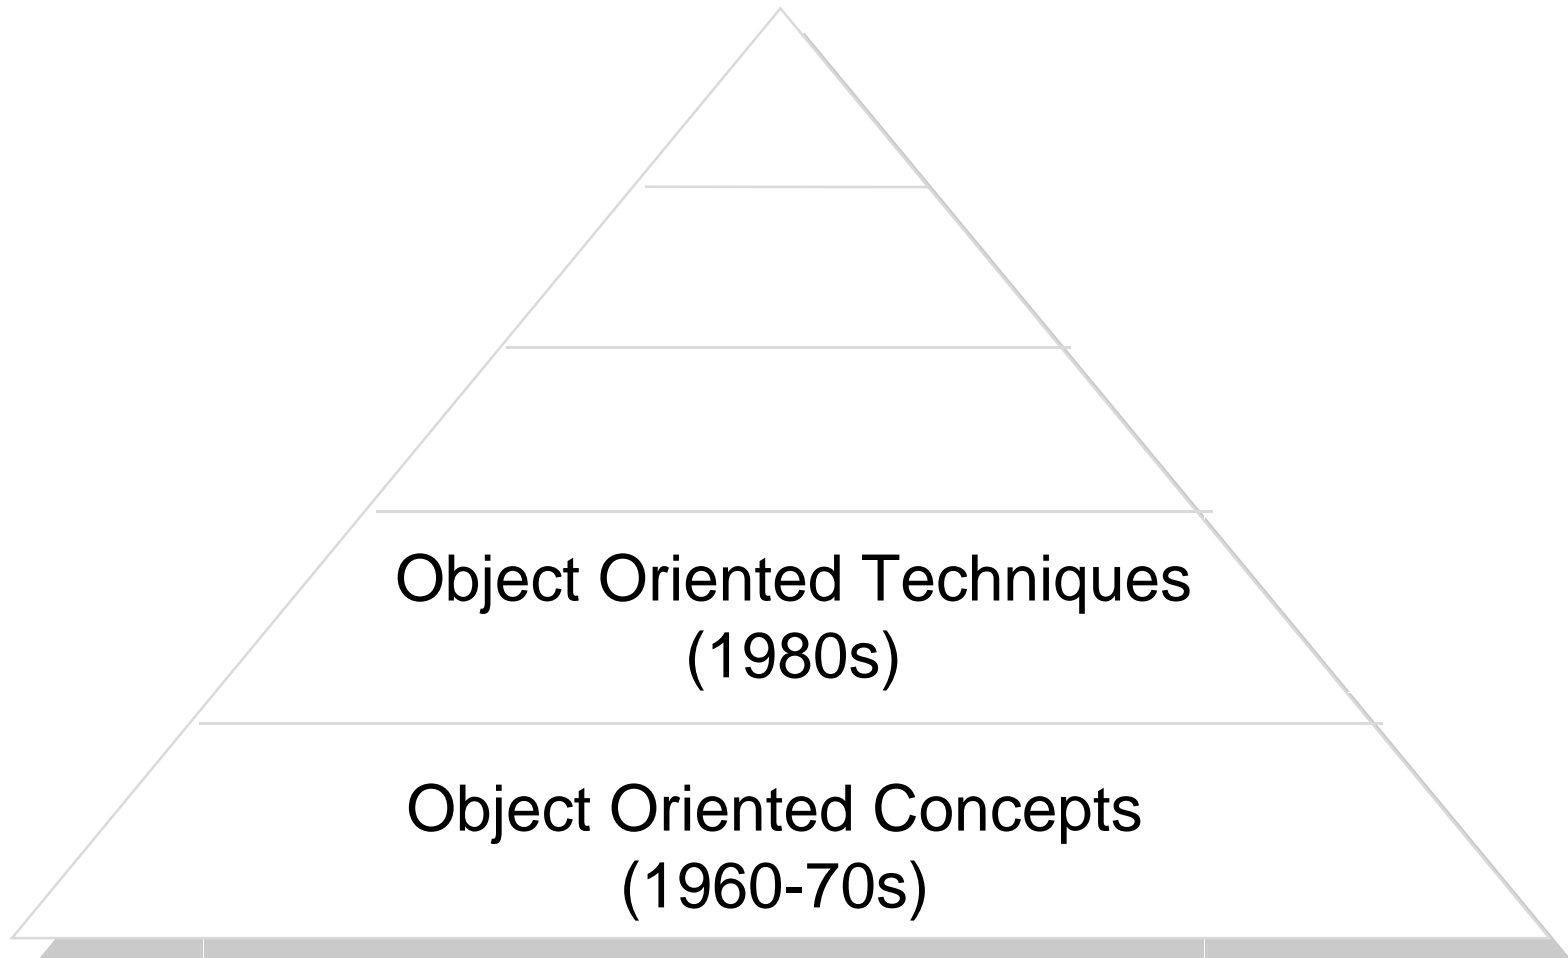 Object Oriented Techniques
(1980s)
Object Oriented Concepts
(1960-70s)